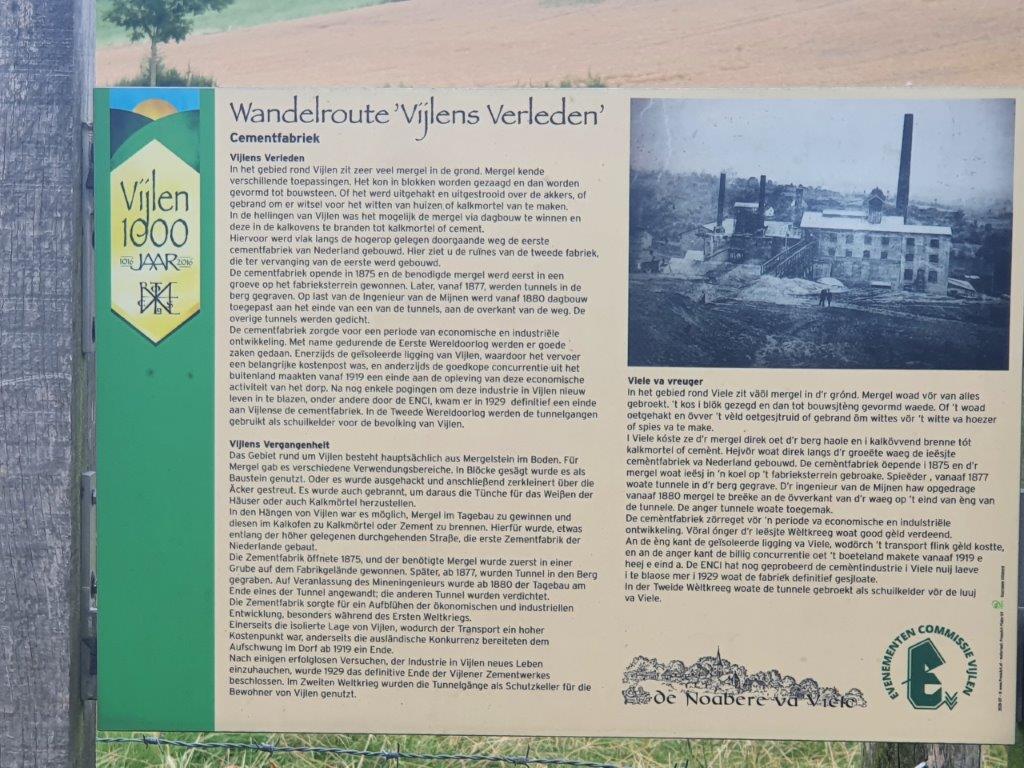 Wandelroute 'Vijlens Verleden'
Cementfabriek
Vijlens Verleden
In het gebied rond Vijlen zit zeer veel mergel in de grond. Mergel kende
verschillende toepassingen. Het kon in blokken worden gezaagd en dan worden
gevormd tot bouwsteen. Of het werd uitgehakt en uitgestrooid over de akkers, of
gebrand om er witsel voor het witten van huizen of kalkmortel van te maken.
In de hellingen van Vijlen was het mogelijk de mergel via dagbouw te winnen en
deze in de kalkovens te branden tot kalkmortel of cement.
Hiervoor werd vlak langs de hogerop gelegen doorgaande weg de eerste
cementfabriek van Nederland gebouwd. Hier ziet u de ruïnes van de tweede fabriek,
die ter vervanging van de eerste werd gebouwd.
De cementfabriek opende in 1875 en de benodigde mergel werd eerst in een
groeve op het fabrieksterrein gewonnen. Later, vanaf 1877, werden tunnels in de
berg gegraven. Op last van de Ingenieur van de Mijnen werd vanaf 1880 dagbouw
toegepast aan het einde van een van de tunnels, aan de overkant van de weg. De
overige tunnels werden gedicht.
De cementfabriek zorgde voor een periode van economische en industriële
ontwikkeling. Met name gedurende de Eerste Wereldoorlog werden er goede
zaken gedaan. Enerzijds de geïsoleerde ligging van Vijlen, waardoor het vervoer
een belangrijke kostenpost was, en anderzijds de goedkope concurrentie uit het
buitenland maakten vanaf 1919 een einde aan de opleving van deze economische
activiteit van het dorp. Na nog enkele pogingen om deze industrie in Vijlen nieuw
leven in te blazen, onder andere door de ENCI, kwam er in 1929 definitief een einde
aan Vijlense de cementfabriek. In de Tweede Wereldoorlog werden de tunnelgangen
gebruikt als schuilkelder voor de bevolking van Vijlen.
Vijlens Vergangenheit
Das Gebiet rund um Vijlen besteht hauptsächlich aus Mergelstein im Boden. Für
Mergel gab es verschiedene Verwendungsbereiche. In Blöcke gesägt wurde es als
Baustein genutzt. Oder es wurde ausgehackt und anschließend zerkleinert über die
Äcker gestreut. Es wurde auch gebrannt, um daraus die Tünche für das Weißen der
Häuser oder auch Kalkmörtel herzustellen.
In den Hängen von Vijlen war es möglich, Mergel im Tagebau zu gewinnen und
diesen im Kalkofen zu Kalkmörtel oder Zement zu brennen. Hierfür wurde, etwas
entlang der höher gelegenen durchgehenden Straße, die erste Zementfabrik der
Niederlande gebaut.
Die Zementfabrik öffnete 1875, und der benötigte Mergel wurde zuerst in einer
Grube auf dem Fabrikgelände gewonnen. Später, ab 1877, wurden Tunnel in den Berg
gegraben. Auf Veranlassung des Mineningenieurs wurde ab 1880 der Tagebau am
Ende eines der Tunnel angewandt; die anderen Tunnel wurden verdichtet.
Die Zementfabrik sorgte für ein Aufblühen der ökonomischen und industriellen
Entwicklung, besonders während des Ersten Weltkriegs.
Einerseits die isolierte Lage von Vijlen, wodurch der Transport ein hoher
Kostenpunkt war, anderseits die ausländische Konkurrenz bereiteten dem
Aufschwung im Dorf ab 1919 ein Ende.
Nach einigen erfolglosen Versuchen, der Industrie in Vijlen neues Leben
einzuhauchen, wurde 1929 das definitive Ende der Vijlener Zementwerkes
beschlossen. Im Zweiten Weltkrieg wurden die Tunnelgänge als Schutzkeller für die
Bewohner von Vijlen genutzt.
Viele va vreuger
In het gebied rond Viele zit väöl mergel in d'r grónd. Mergel woad vör van alles
gebroekt. 't kos i blök gezegd en dan tot bouwsjtèng gevormd waede. Of 't woad
oetgehakt en övver 't vèld oetgesjtruid of gebrand öm wittes vör 't witte va hoezer
of spies va te make.
I Viele kóste ze d'r mergel direk oet d'r berg haole en i kalkövvend brenne tót
kalkmortel of cemènt. Hejvör woat direk langs d'r groeëte waeg de ieësjte
cemèntfabriek va Nederland gebouwd. De cemèntfabriek öepende i 1875 en d'r
mergel woat ieësj in 'n koel op 't fabrieksterrein gebroake. Spieëder , vanaaf 1877
woate tunnele in d'r berg gegrave. D'r ingenieur van de Mijnen haw opgedrage
vanaaf 1880 mergel te breëke an de övverkant van d'r waeg op 't eind van èng van
de tunnele. De anger tunnele woate toegemak.
De cemèntfabriek zörreget vör 'n periode va economische en indulstriële
ontwikkeling. Vöral ónger d'r ieësjte Wèltkreeg woat good gèld verdeend.
An de èng kant de geïsoleerde ligging va Viele, wodörch 't transport flink gèld kostte,
en an de anger kant de billig concurrentie oet 't boeteland makete vanaaf 1919 e
heej e eind a. De ENCI hat nog geprobeerd de cemèntindustrie i Viele nuij laeve
i te blaose mer i 1929 woat de fabriek definitief gesjloate.
In der Tweide Wèltkreeg woate de tunnele gebroekt als schuilkelder vör de luuj
va Viele.
Vijlen
1000
1016 JAAR 2016
de Noabere va Viele
EVENEMENTEN COMMISSIE VIJLEN